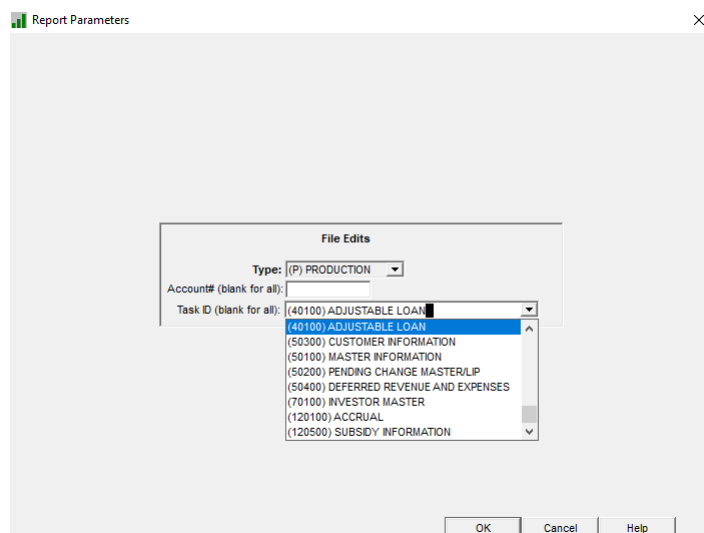 Report Parameters
File Edits
Type: (P) PRODUCTION
Account# (blank for all):
Task ID (blank for all): (40100) ADJUSTABLE LOAN
(40100) ADJUSTABLE LOAN
(50300) CUSTOMER INFORMATION
(50100) MASTER INFORMATION
(50200) PENDING CHANGE MASTER/LIP
(50400) DEFERRED REVENUE AND EXPENSES
(70100) INVESTOR MASTER
(120100) ACCRUAL
(120500) SUBSIDY INFORMATION
OK Cancel Help